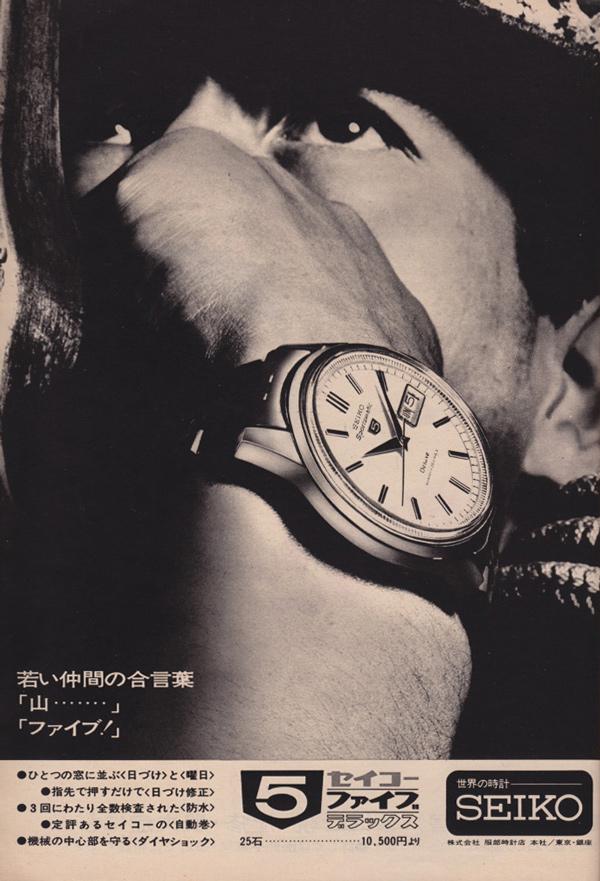 SEIKO
Sportsmatic
5
Deluxe
若い仲間の合言葉
「山‥‥‥‥」
「ファイブ！」
●ひとつの窓に並ぶ〈日づけ〉と〈曜日〉
●指先で押すだけで〈日づけ修正〉
●3回にわたり全数検査された〈防水〉
●定評あるセイコーの〈自動巻〉
●機械の中心部を守る〈ダイヤショック〉
5
セイコー
ファイブ
デラックス
25石‥‥‥‥‥‥‥‥10,500円より
世界の時計
SEIKO
株式会社 服部時計店 本社／東京・銀座